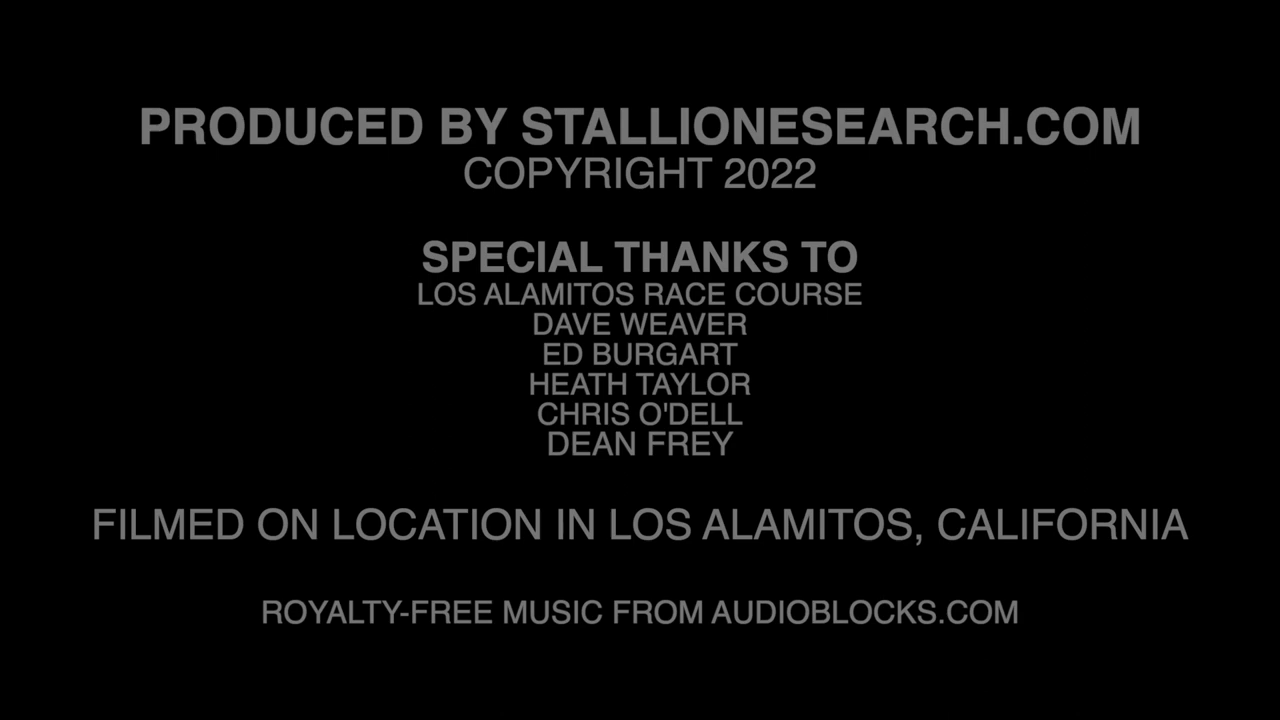 PRODUCED BY STALLIONESEARCH.COM
COPYRIGHT 2022
SPECIAL THANKS TO
LOS ALAMITOS RACE COURSE
DAVE WEAVER
ED BURGART
HEATH TAYLOR
CHRIS O'DELL
DEAN FREY
FILMED ON LOCATION IN LOS ALAMITOS, CALIFORNIA
ROYALTY-FREE MUSIC FROM AUDIOBLOCKS.COM